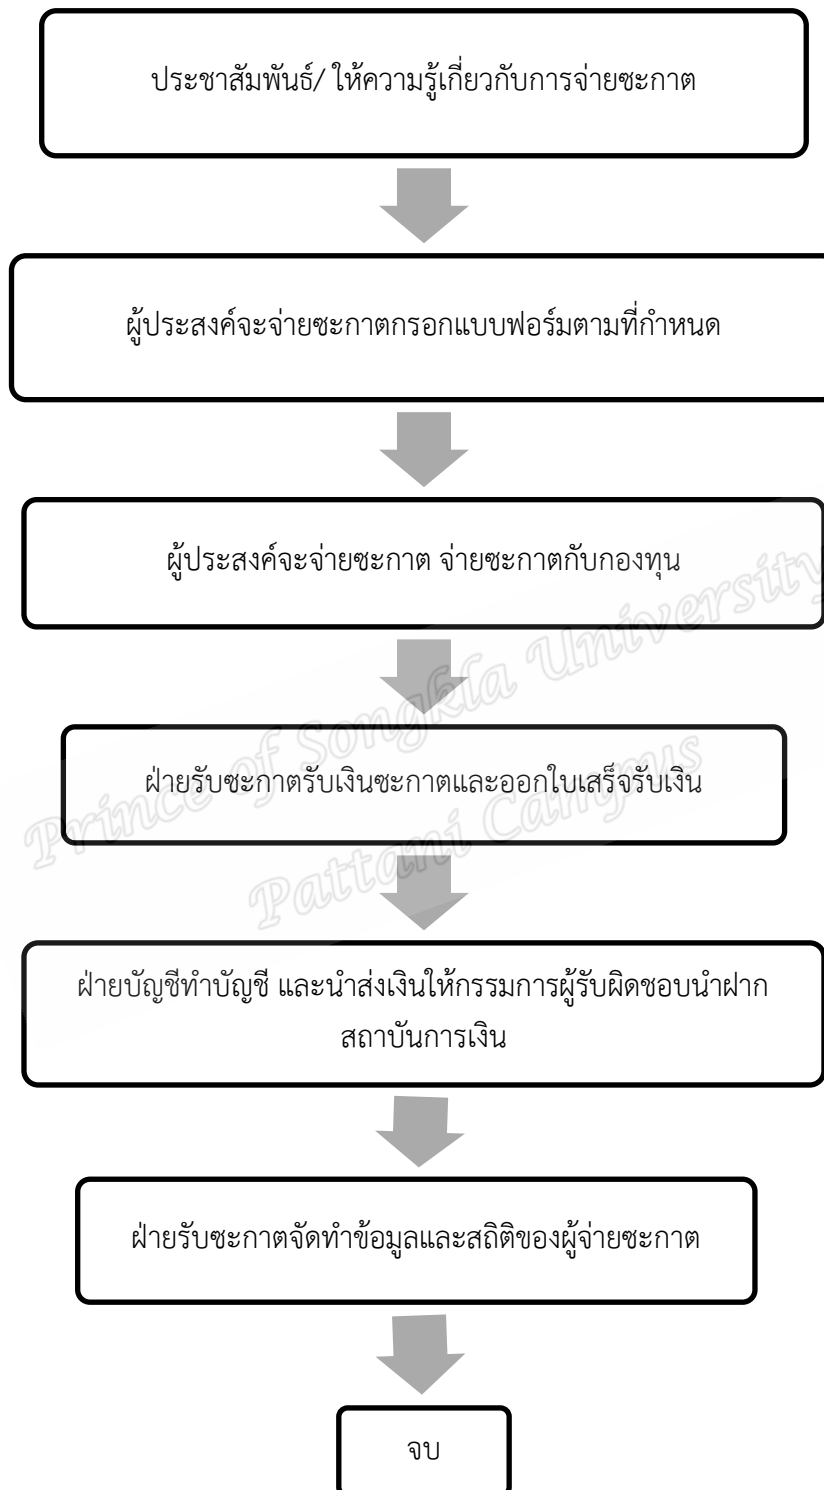 ประชาสัมพันธ์/ ให้ความรู้เกี่ยวกับการจ่ายซะกาต
ผู้ประสงค์จะจ่ายซะกาตกรอกแบบฟอร์มตามที่กำหนด
ผู้ประสงค์จะจ่ายซะกาต จ่ายซะกาตกับกองทุน
ฝ่ายรับซะกาตรับเงินซะกาตและออกใบเสร็จรับเงิน
Prince of Songkla University
Pattani Campus
ฝ่ายบัญชีทำบัญชี และนำส่งเงินให้กรรมการผู้รับผิดชอบนำฝาก
สถาบันการเงิน
ฝ่ายรับซะกาตจัดทำข้อมูลและสถิติของผู้จ่ายซะกาต
จบ